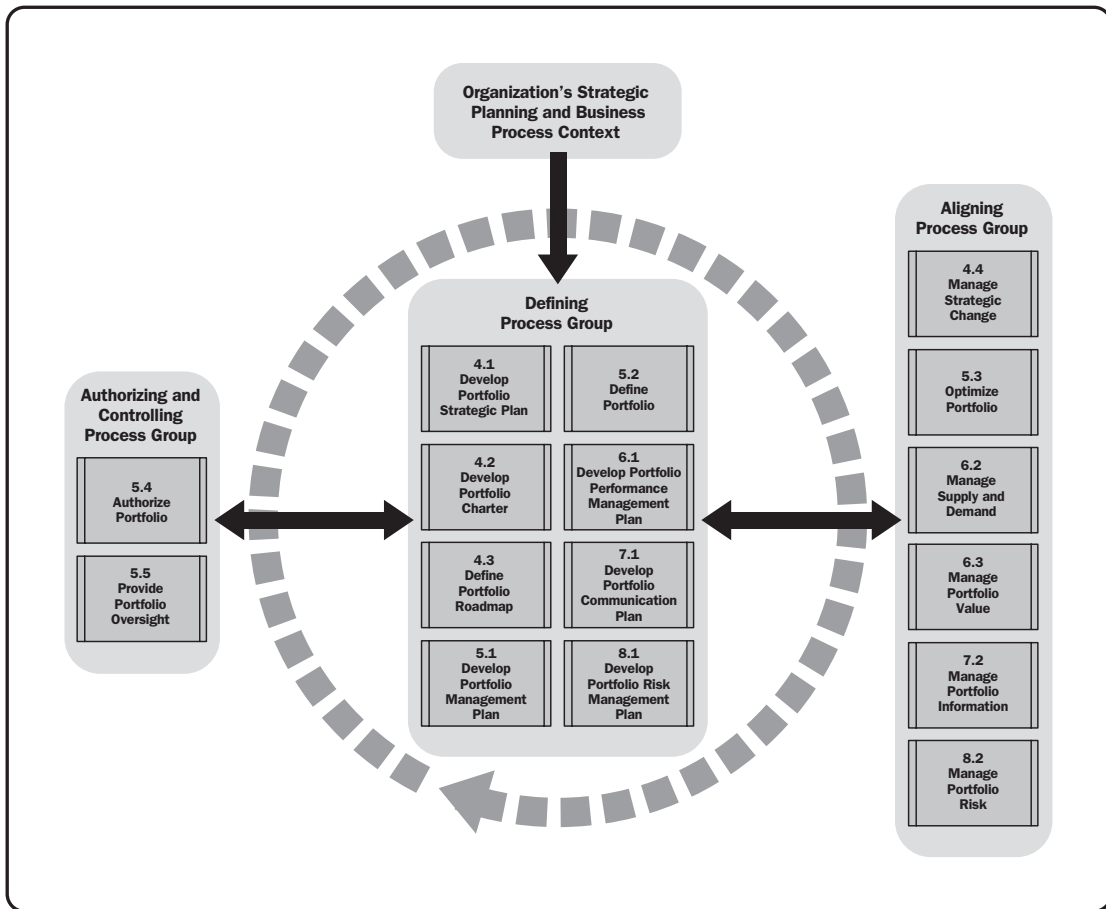 Organization's Strategic
Planning and Business
Process Context
Authorizing and
Controlling
Process Group
5.4
Authorize
Portfolio
5.5
Provide
Portfolio
Oversight
Defining
Process Group
4.1
Develop
Portfolio
Strategic Plan
5.2
Define
Portfolio
4.2
Develop
Portfolio
Charter
6.1
Develop Portfolio
Performance
Management
Plan
4.3
Define
Portfolio
Roadmap
7.1
Develop
Portfolio
Communication
Plan
5.1
Develop
Portfolio
Management
Plan
8.1
Develop
Portfolio Risk
Management
Plan
Aligning
Process Group
4.4
Manage
Strategic
Change
5.3
Optimize
Portfolio
6.2
Manage
Supply and
Demand
6.3
Manage
Portfolio
Value
7.2
Manage
Portfolio
Information
8.2
Manage
Portfolio
Risk